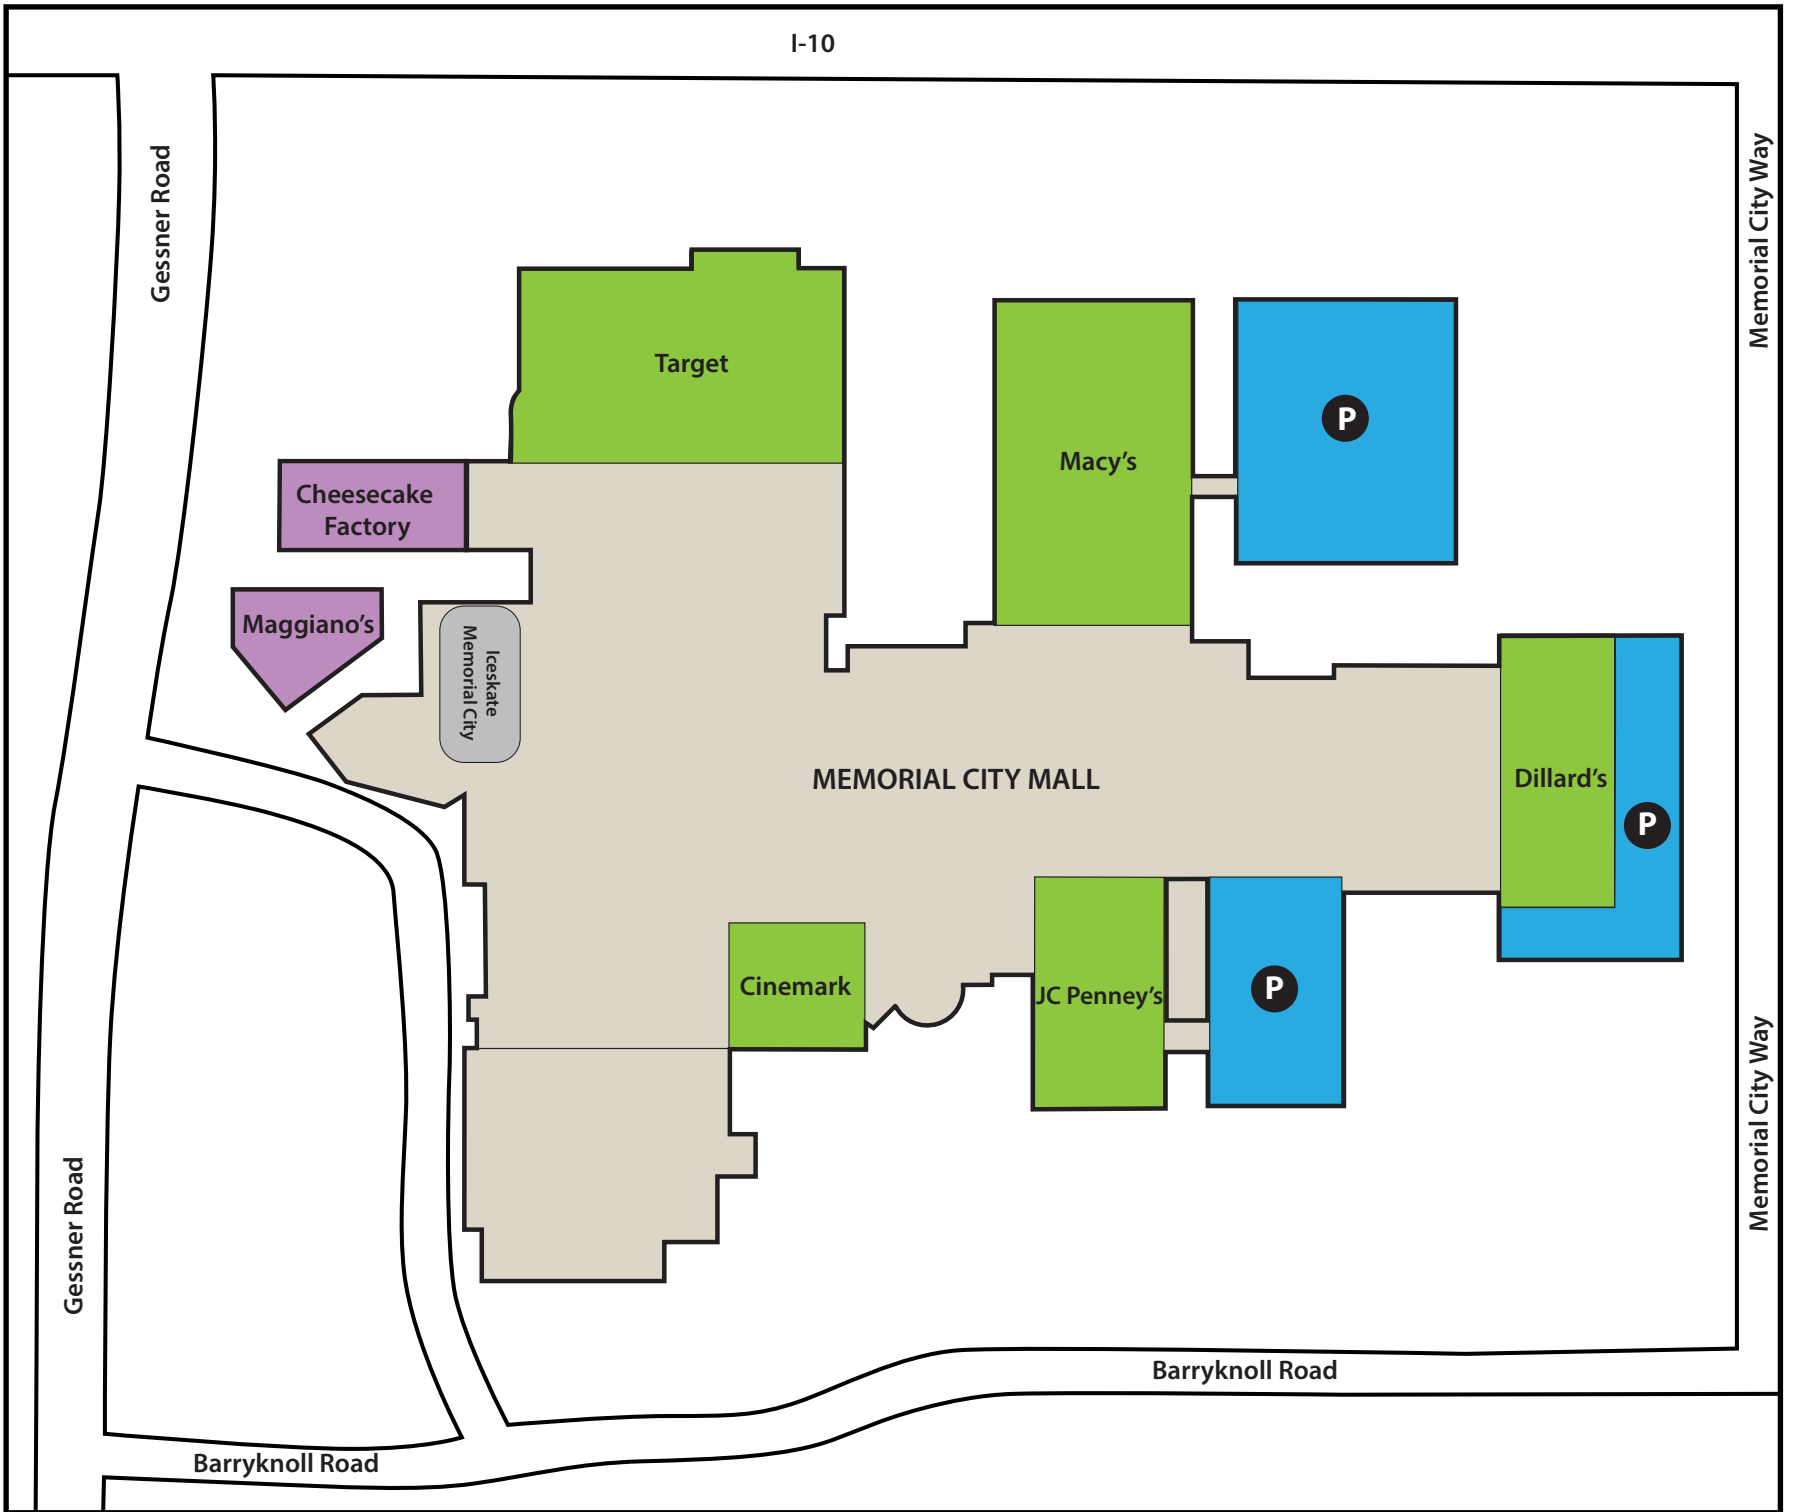 I-10
Gessner Road
Memorial City Way
Target
Macy's
P
Cheesecake
Factory
Maggiano's
Iceskate
Memorial City
MEMORIAL CITY MALL
Dillard's
P
Cinemark
JC Penney's
P
Gessner Road
Memorial City Way
Barryknoll Road
Barryknoll Road